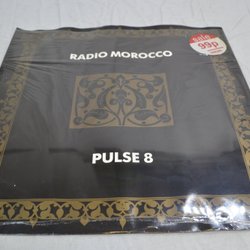 RADIO MOROCCO
sale
99p
PULSE 8